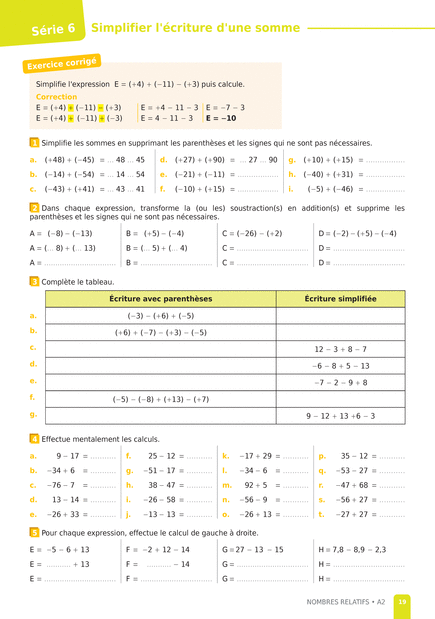 Série 6 Simplifier l'écriture d'une somme
Exercice corrigé
Simplifie l'expression E = (+4) + (−11) − (+3) puis calcule.
Correction
E = (+4) + (−11) − (+3) E = +4 − 11 − 3 E = −7 − 3
E = (+4) + (−11) + (−3) E = 4 − 11 − 3 E = −10
1 Simplifie les sommes en supprimant les parenthèses et les signes qui ne sont pas nécessaires.
a. (+48) + (−45) = ... 48 ... 45 d. (+27) + (+90) = ... 27 ... 90 g. (+10) + (+15) = ................
b. (−14) + (−54) = ... 14 ... 54 e. (−21) + (−11) = ................ h. (−40) + (+31) = ................
c. (−43) + (+41) = ... 43 ... 41 f. (−10) + (+15) = ................ i. (−5) + (−46) = ................
2 Dans chaque expression, transforme la (ou les) soustraction(s) en addition(s) et supprime les
parenthèses et les signes qui ne sont pas nécessaires.
A = (−8) − (−13) B = (+5) − (−4) C = (−26) − (+2) D = (−2) − (+5) − (−4)
A = (... 8) + (... 13) B = (... 5) + (... 4) C = ............................ D = ............................
A = ............................ B = ............................ C = ............................ D = ............................
3 Complète le tableau.
Écriture avec parenthèses Écriture simplifiée
a. (−3) − (+6) + (−5)
b. (+6) + (−7) − (+3) − (−5)
c. 12 − 3 + 8 − 7
d. −6 − 8 + 5 − 13
e. −7 − 2 − 9 + 8
f. (−5) − (−8) + (+13) − (+7)
g. 9 − 12 + 13 +6 − 3
4 Effectue mentalement les calculs.
a. 9 − 17 = .......... f. 25 − 12 = .......... k. −17 + 29 = .......... p. 35 − 12 = ..........
b. −34 + 6 = .......... g. −51 − 17 = .......... l. −34 − 6 = .......... q. −53 − 27 = ..........
c. −76 − 7 = .......... h. 38 − 47 = .......... m. 92 + 5 = .......... r. −47 + 68 = ..........
d. 13 − 14 = .......... i. −26 − 58 = .......... n. −56 − 9 = .......... s. −56 + 27 = ..........
e. −26 + 33 = .......... j. −13 − 13 = .......... o. −26 + 13 = .......... t. −27 + 27 = ..........
5 Pour chaque expression, effectue le calcul de gauche à droite.
E = −5 − 6 + 13 F = −2 + 12 − 14 G = 27 − 13 − 15 H = 7,8 − 8,9 − 2,3
E = .......... + 13 F = .......... − 14 G = ............................ H = ............................
E = ............................ F = ............................ G = ............................ H = ............................
NOMBRES RELATIFS • A2 19